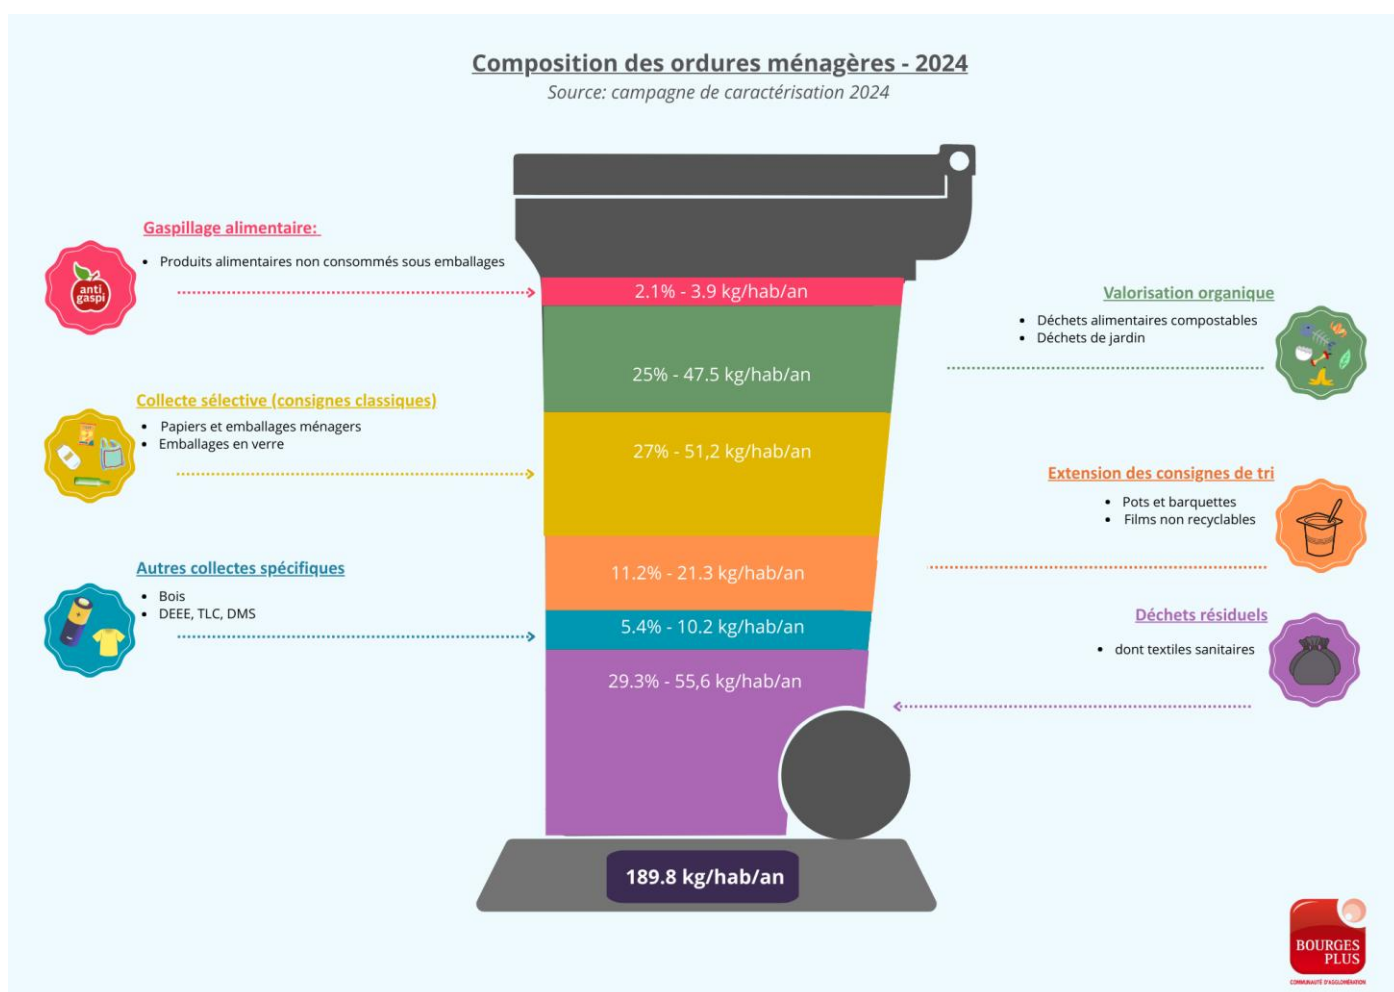 Composition des ordures ménagères - 2024
Source: campagne de caractérisation 2024
Gaspillage alimentaire:
• Produits alimentaires non consommés sous emballages
anti
gaspi
2.1% - 3.9 kg/hab/an
Valorisation organique
• Déchets alimentaires compostables
• Déchets de jardin
25% - 47.5 kg/hab/an
Collecte sélective (consignes classiques)
• Papiers et emballages ménagers
• Emballages en verre
27% - 51,2 kg/hab/an
Extension des consignes de tri
• Pots et barquettes
• Films non recyclables
11.2% - 21.3 kg/hab/an
Autres collectes spécifiques
• Bois
• DEEE, TLC, DMS
5.4% - 10.2 kg/hab/an
Déchets résiduels
• dont textiles sanitaires
29.3% - 55,6 kg/hab/an
189.8 kg/hab/an
BOURGES
PLUS
COMMUNAUTÉ D'AGGLOMÉRATION